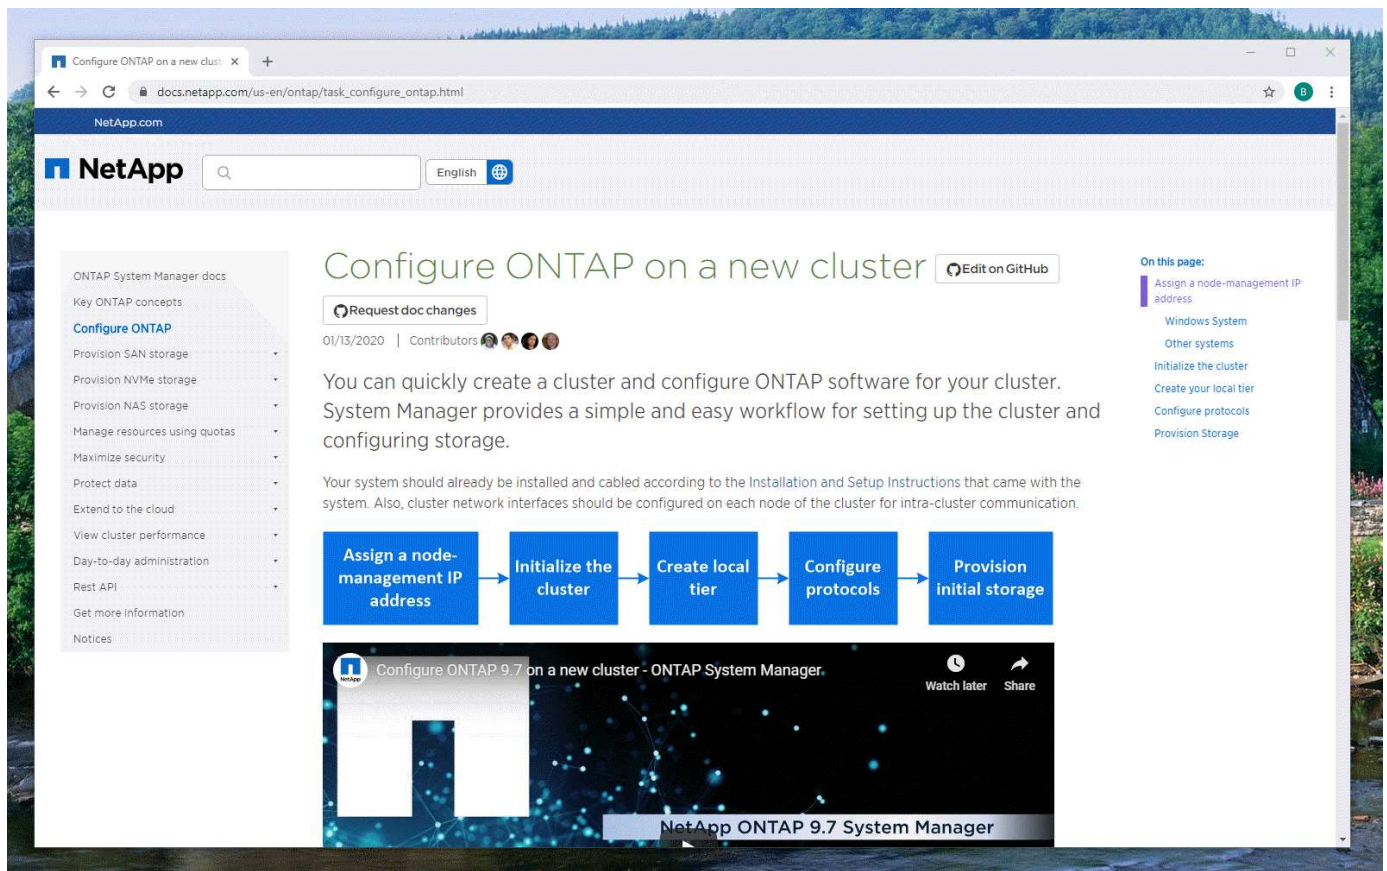 Configure ONTAP on a new clust
docs.netapp.com/us-en/ontap/task_configure_ontap.html
B
NetApp.com
NetApp
English
ONTAP System Manager docs
Key ONTAP concepts
Configure ONTAP
Provision SAN storage
Provision NVMe storage
Provision NAS storage
Manage resources using quotas
Maximize security
Protect data
Extend to the cloud
View cluster performance
Day-to-day administration
Rest API
Get more information
Notices
Configure ONTAP on a new cluster
Edit on GitHub
Request doc changes
01/13/2020 | Contributors
You can quickly create a cluster and configure ONTAP software for your cluster.
System Manager provides a simple and easy workflow for setting up the cluster and
configuring storage.
Your system should already be installed and cabled according to the Installation and Setup Instructions that came with the
system. Also, cluster network interfaces should be configured on each node of the cluster for intra-cluster communication.
Assign a node-
management IP
address
Initialize the
cluster
Create local
tier
Configure
protocols
Provision
initial storage
NetApp
Configure ONTAP 9.7 on a new cluster - ONTAP System Manager
Watch later
Share
NetApp ONTAP 9.7 System Manager
On this page:
Assign a node-management IP
address
Windows System
Other systems
Initialize the cluster
Create your local tier
Configure protocols
Provision Storage